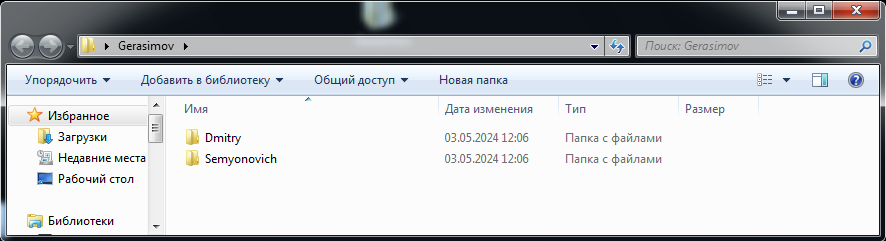 Gerasimov
Поиск: Gerasimov
Упорядочить Добавить в библиотеку Общий доступ Новая папка
Избранное
Загрузки
Недавние места
Рабочий стол
Библиотеки
Имя Дата изменения Тип Размер
Dmitry 03.05.2024 12:06 Папка с файлами
Semyonovich 03.05.2024 12:06 Папка с файлами